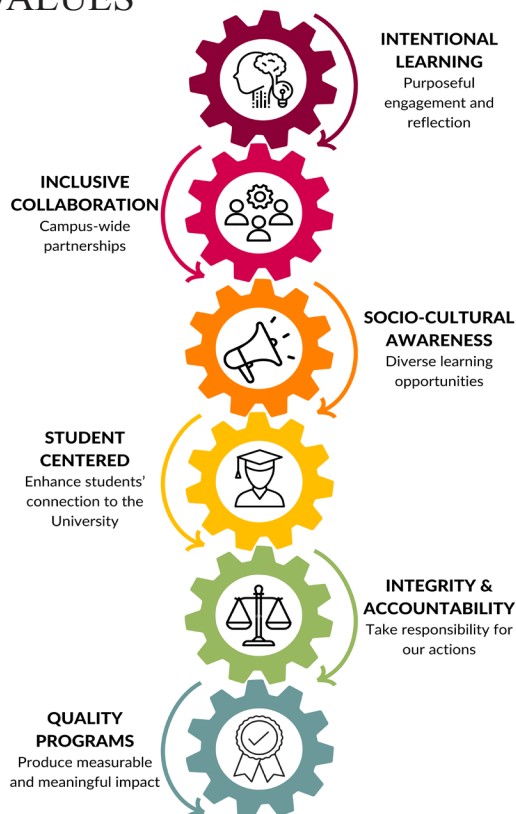 VALUES
INTENTIONAL
LEARNING
Purposeful
engagement and
reflection
INCLUSIVE
COLLABORATION
Campus-wide
partnerships
SOCIO-CULTURAL
AWARENESS
Diverse learning
opportunities
STUDENT
CENTERED
Enhance students'
connection to the
University
INTEGRITY &
ACCOUNTABILITY
Take responsibility for
our actions
QUALITY
PROGRAMS
Produce measurable
and meaningful impact